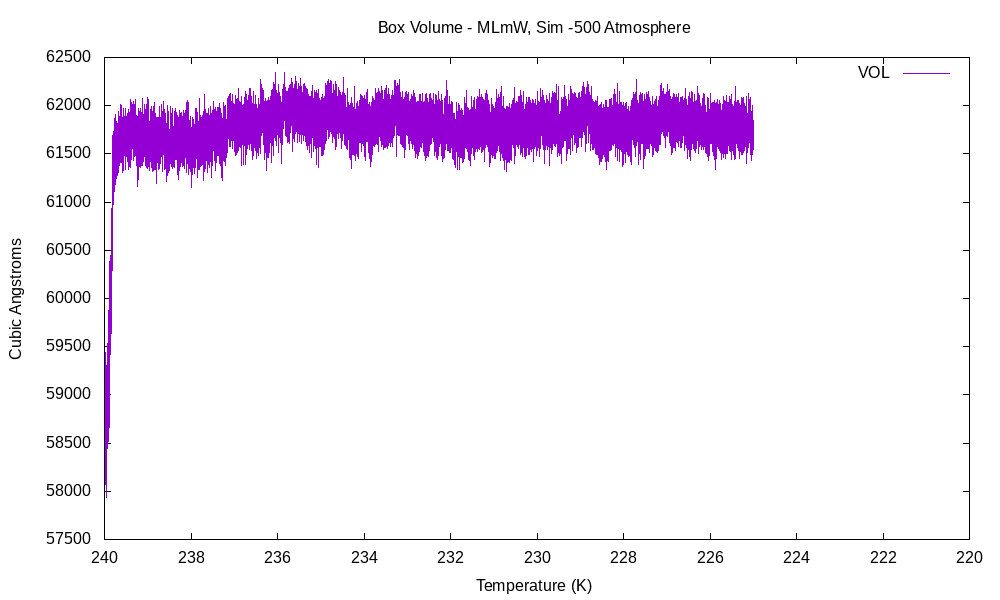 Box Volume - MLmW, Sim -500 Atmosphere
VOL
62500
62000
61500
61000
60500
60000
59500
59000
58500
58000
57500
Cubic Angstroms
240 238 236 234 232 230 228 226 224 222 220
Temperature (K)